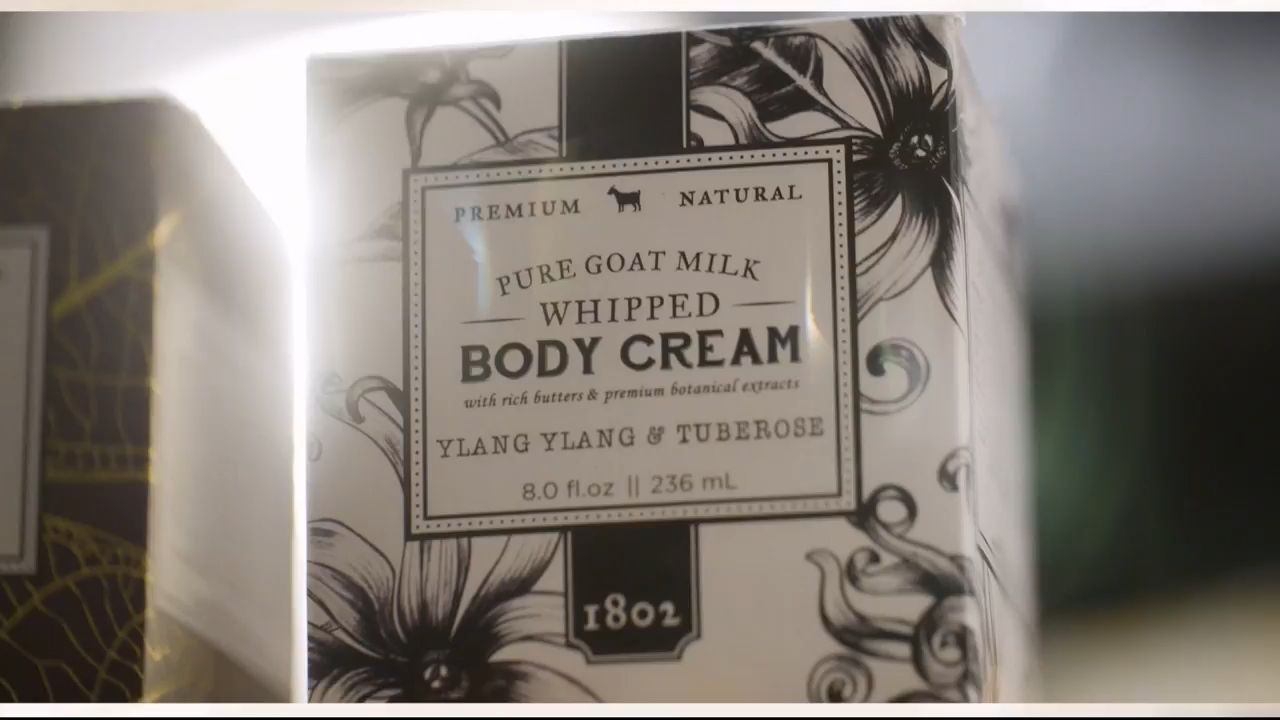 PREMIUM NATURAL
PURE GOAT MILK
WHIPPED
BODY CREAM
with rich butters & premium botanical extracts
YLANG YLANG & TUBEROSE
8.0 fl.oz || 236 mL
1802